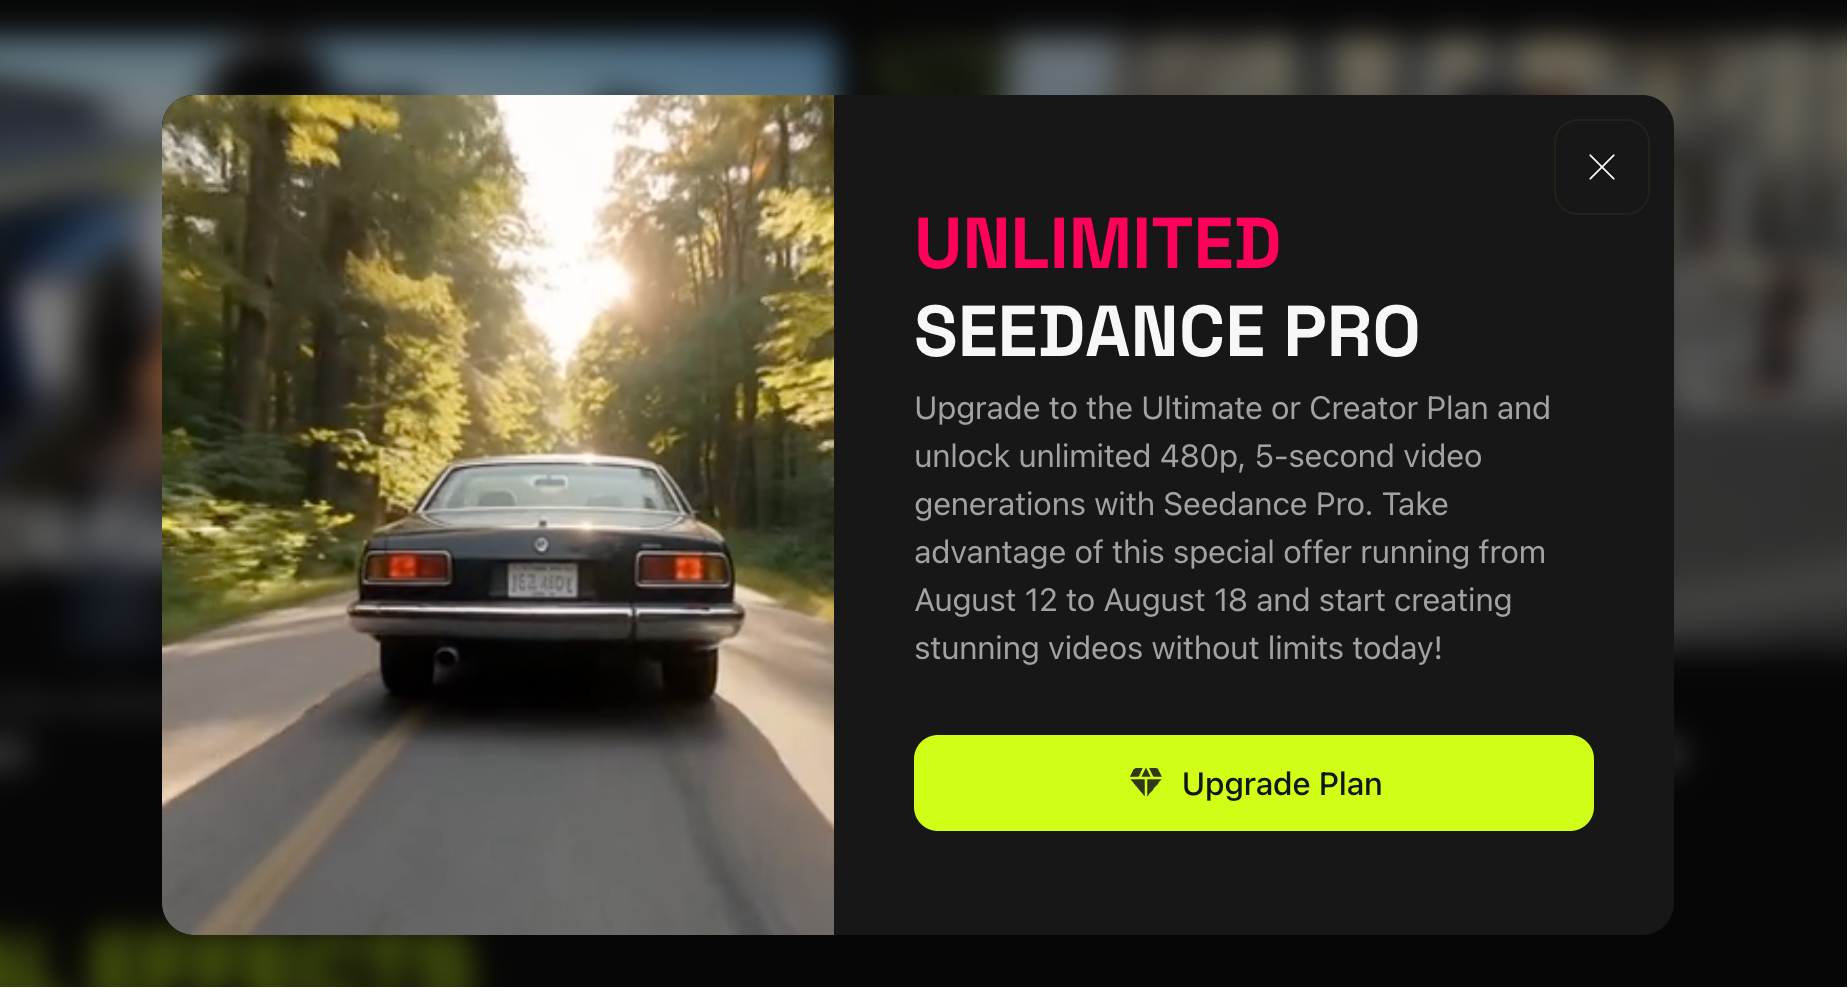 UNLIMITED
SEEDANCE PRO
Upgrade to the Ultimate or Creator Plan and
unlock unlimited 480p, 5-second video
generations with Seedance Pro. Take
advantage of this special offer running from
August 12 to August 18 and start creating
stunning videos without limits today!
Upgrade Plan